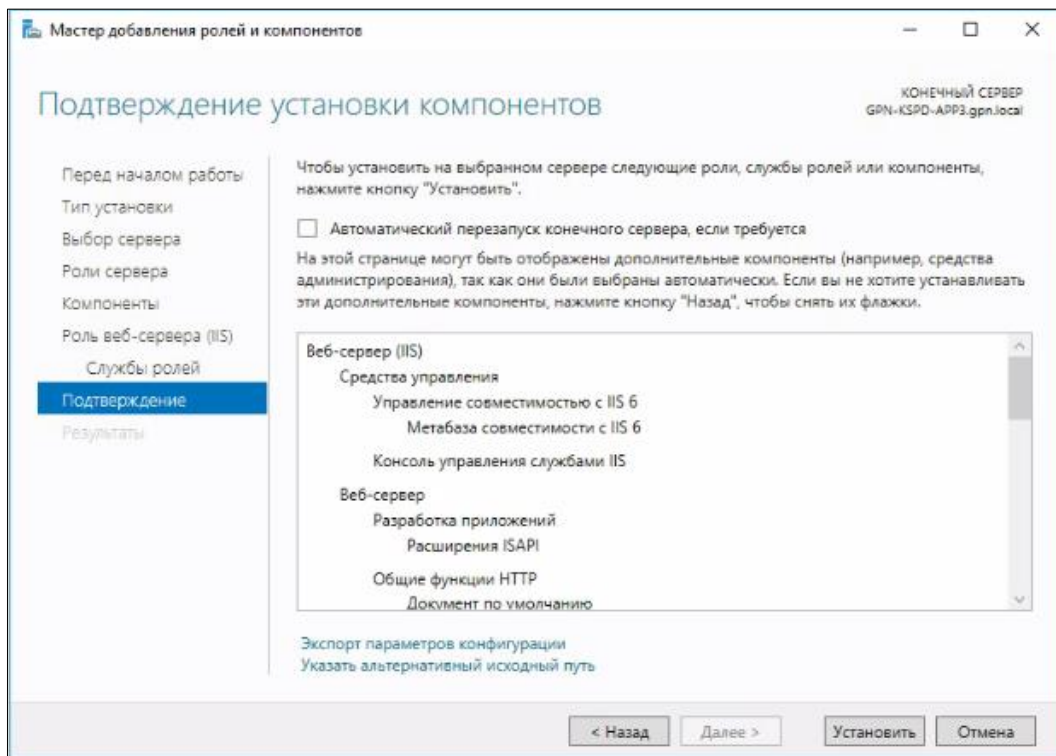 Мастер добавления ролей и компонентов
Подтверждение установки компонентов
КОНЕЧНЫЙ СЕРВЕР
GPN-KSPD-APP3.gpn.local
Перед началом работы
Тип установки
Выбор сервера
Роли сервера
Компоненты
Роль веб-сервера (IIS)
Службы ролей
Подтверждение
Результаты
Чтобы установить на выбранном сервере следующие роли, службы ролей или компоненты,
нажмите кнопку "Установить".
Автоматический перезапуск конечного сервера, если требуется
На этой странице могут быть отображены дополнительные компоненты (например, средства
администрирования), так как они были выбраны автоматически. Если вы не хотите устанавливать
эти дополнительные компоненты, нажмите кнопку "Назад", чтобы снять их флажки.
Веб-сервер (IIS)
Средства управления
Управление совместимостью с IIS 6
Метабаза совместимости с IIS 6
Консоль управления службами IIS
Веб-сервер
Разработка приложений
Расширения ISAPI
Общие функции HTTP
Документ по умолчанию
Экспорт параметров конфигурации
Указать альтернативный исходный путь
< Назад
Далее >
Установить
Отмена